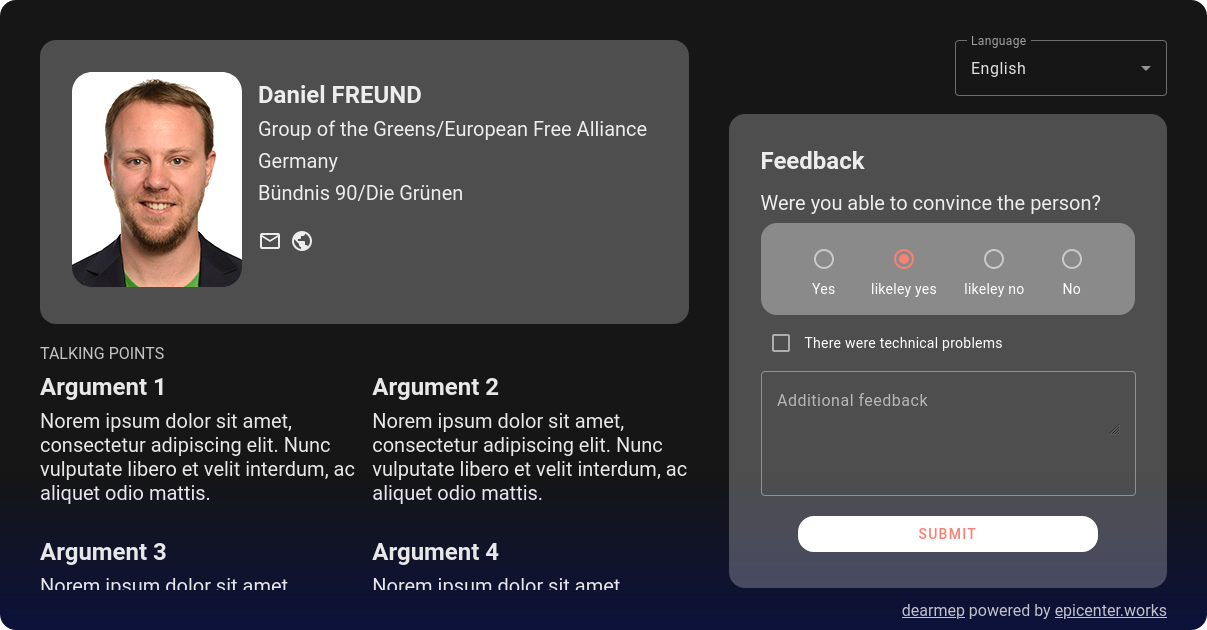 Daniel FREUND
Group of the Greens/European Free Alliance
Germany
Bündnis 90/Die Grünen
TALKING POINTS
Argument 1
Norem ipsum dolor sit amet,
consectetur adipiscing elit. Nunc
vulputate libero et velit interdum, ac
aliquet odio mattis.
Argument 2
Norem ipsum dolor sit amet,
consectetur adipiscing elit. Nunc
vulputate libero et velit interdum, ac
aliquet odio mattis.
Argument 3
Norem ipsum dolor sit amet
Argument 4
Norem ipsum dolor sit amet
Language
English
Feedback
Were you able to convince the person?
Yes
likeley yes
likeley no
No
There were technical problems
Additional feedback
SUBMIT
dearmep powered by epicenter.works